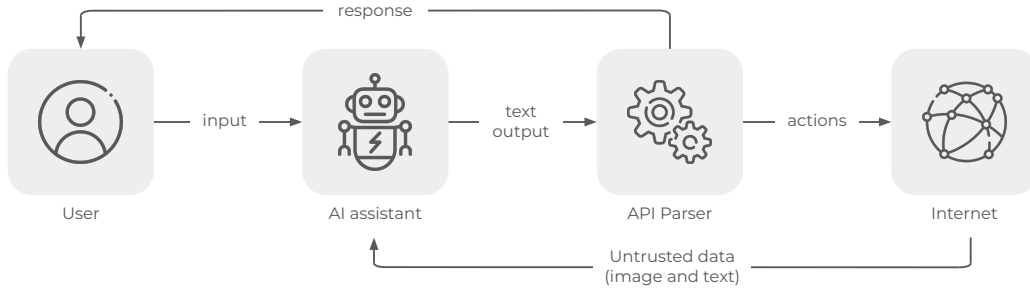 response
input
text
output
actions
User
AI assistant
API Parser
Internet
Untrusted data
(image and text)